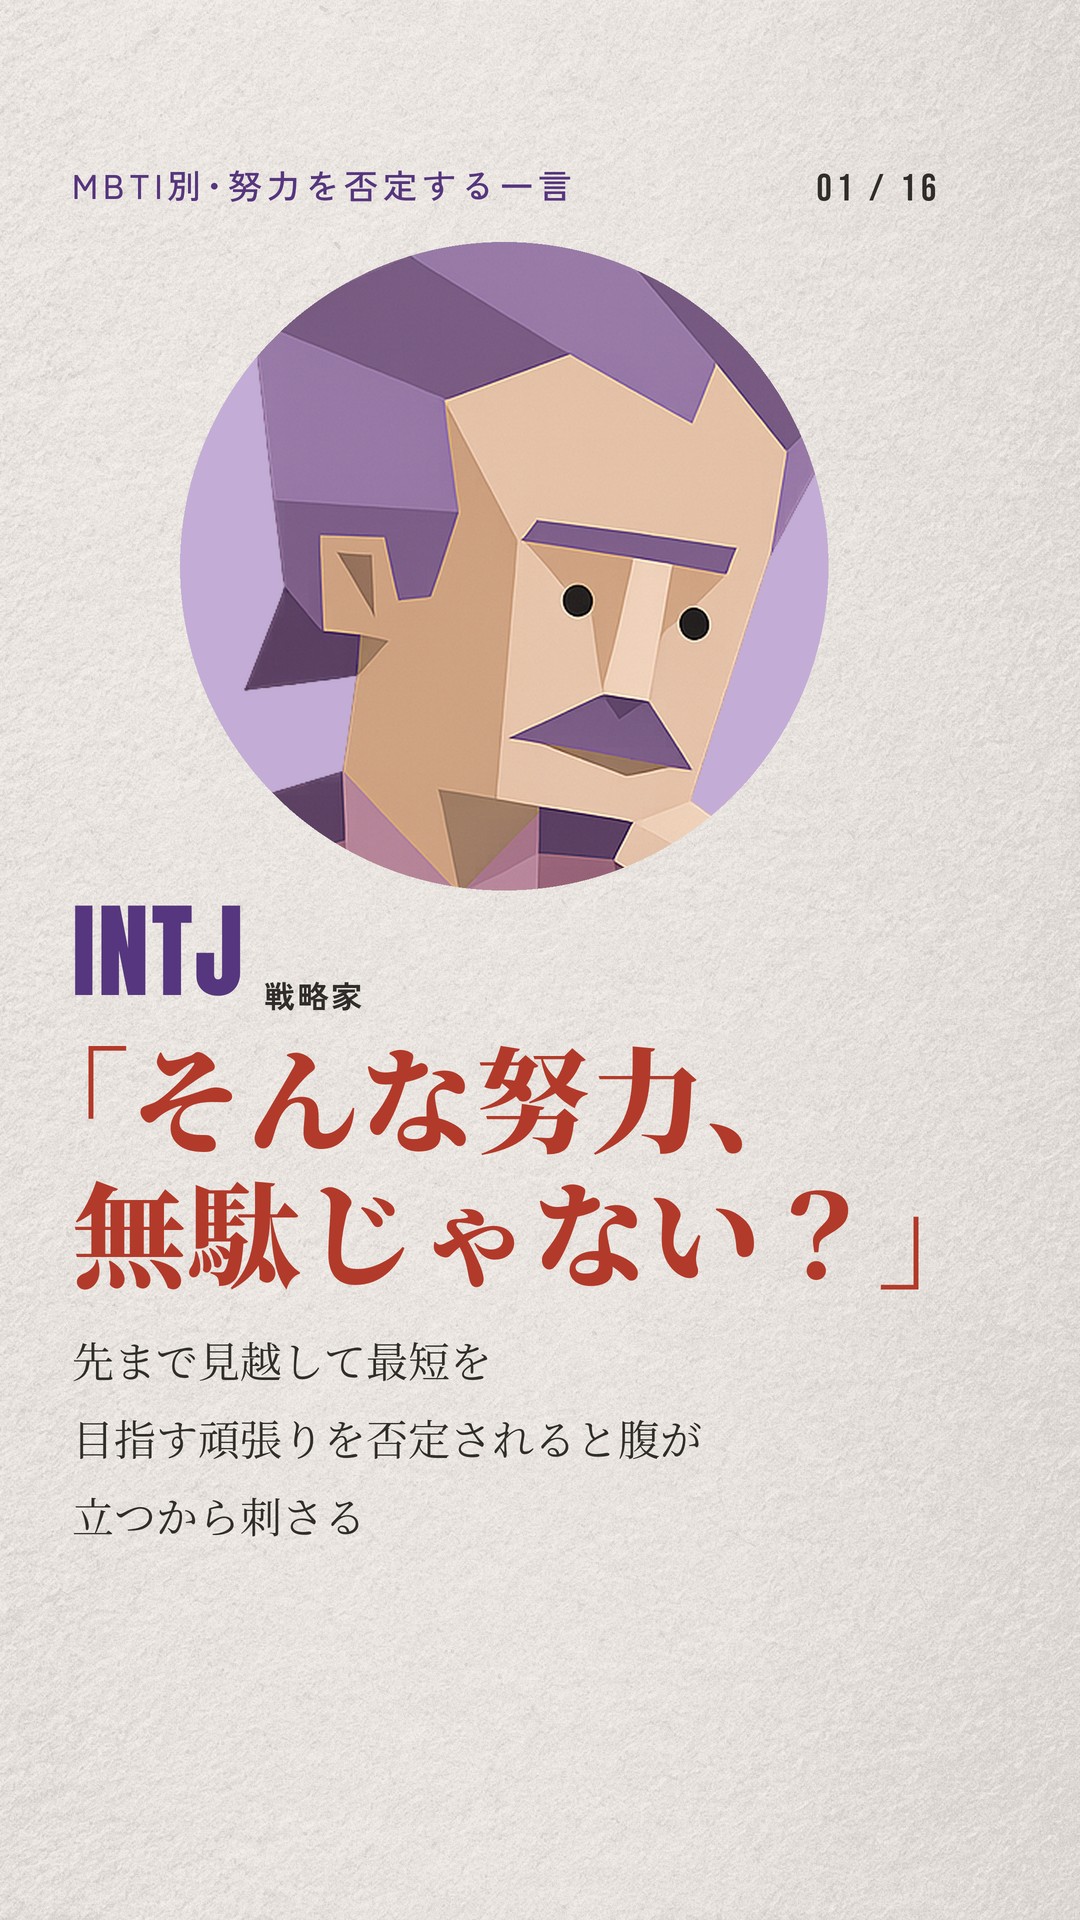 MBTI別・努力を否定する一言
01 / 16
INTJ 戦略家
「そんな努力、
無駄じゃない？」
先まで見越して最短を
目指す頑張りを否定されると腹が
立つから刺さる